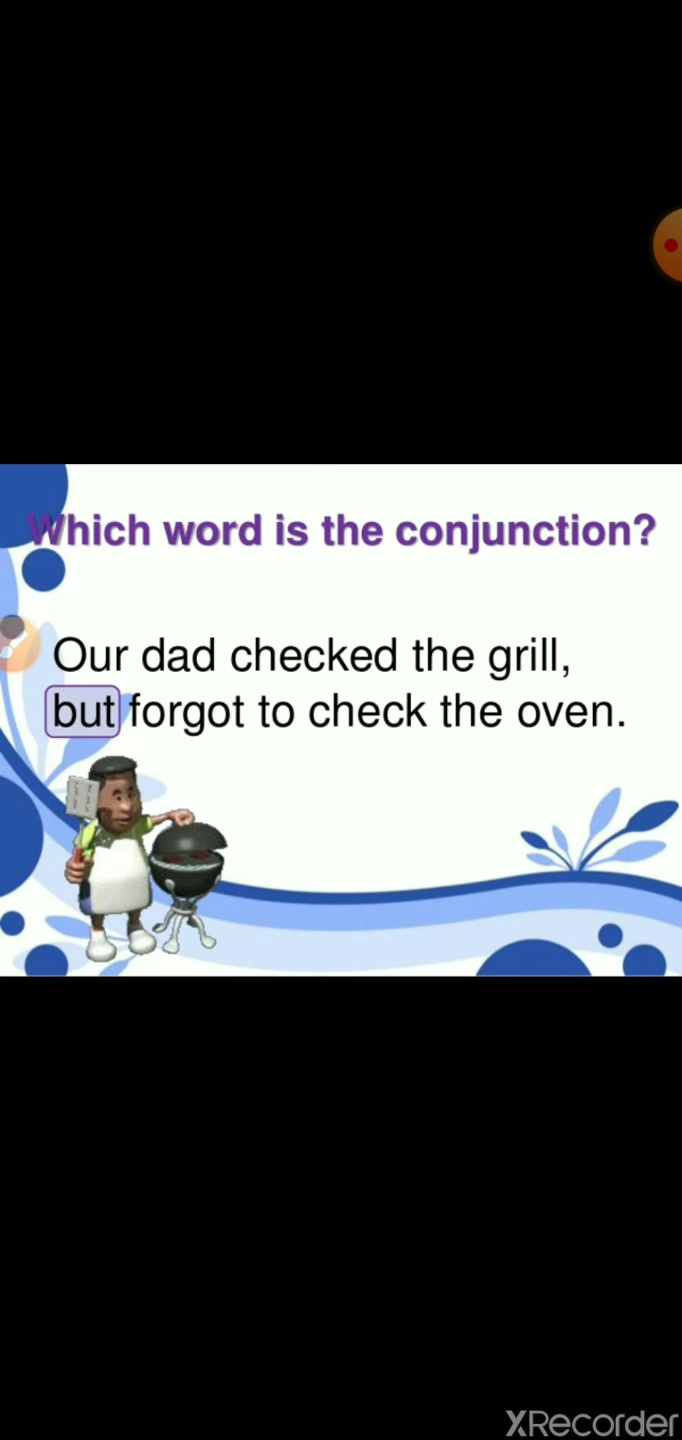 Which word is the conjunction?
Our dad checked the grill,
but forgot to check the oven.
XRecorder